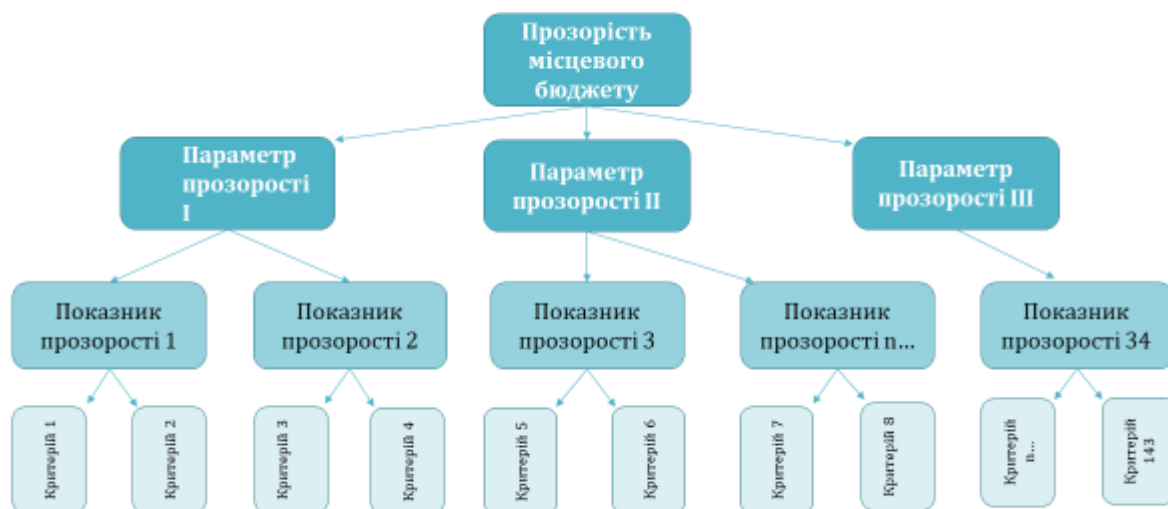 Прозорість
місцевого
бюджету
Параметр
прозорості
I
Параметр
прозорості II
Параметр
прозорості III
Показник
прозорості 1
Показник
прозорості 2
Показник
прозорості 3
Показник
прозорості n...
Показник
прозорості 34
Критерій 1
Критерій 2
Критерій 3
Критерій 4
Критерій 5
Критерій 6
Критерій 7
Критерій 8
Критерій
n...
Критерій
143